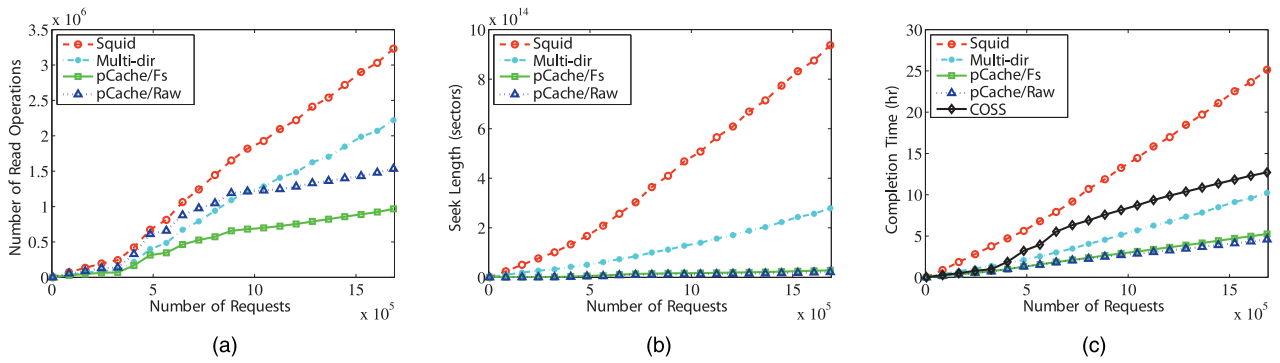 x 10^6
3.5
3
2.5
2
1.5
1
0.5
0
Number of Read Operations
Squid
Multi-dir
pCache/Fs
pCache/Raw
0 5 10 15
Number of Requests
x 10^5
(a)
x 10^14
10
8
6
4
2
0
Seek Length (sectors)
Squid
Multi-dir
pCache/Fs
pCache/Raw
0 5 10 15
Number of Requests
x 10^5
(b)
30
25
20
15
10
5
0
Completion Time (hr)
Squid
Multi-dir
pCache/Fs
pCache/Raw
COSS
0 5 10 15
Number of Requests
x 10^5
(c)